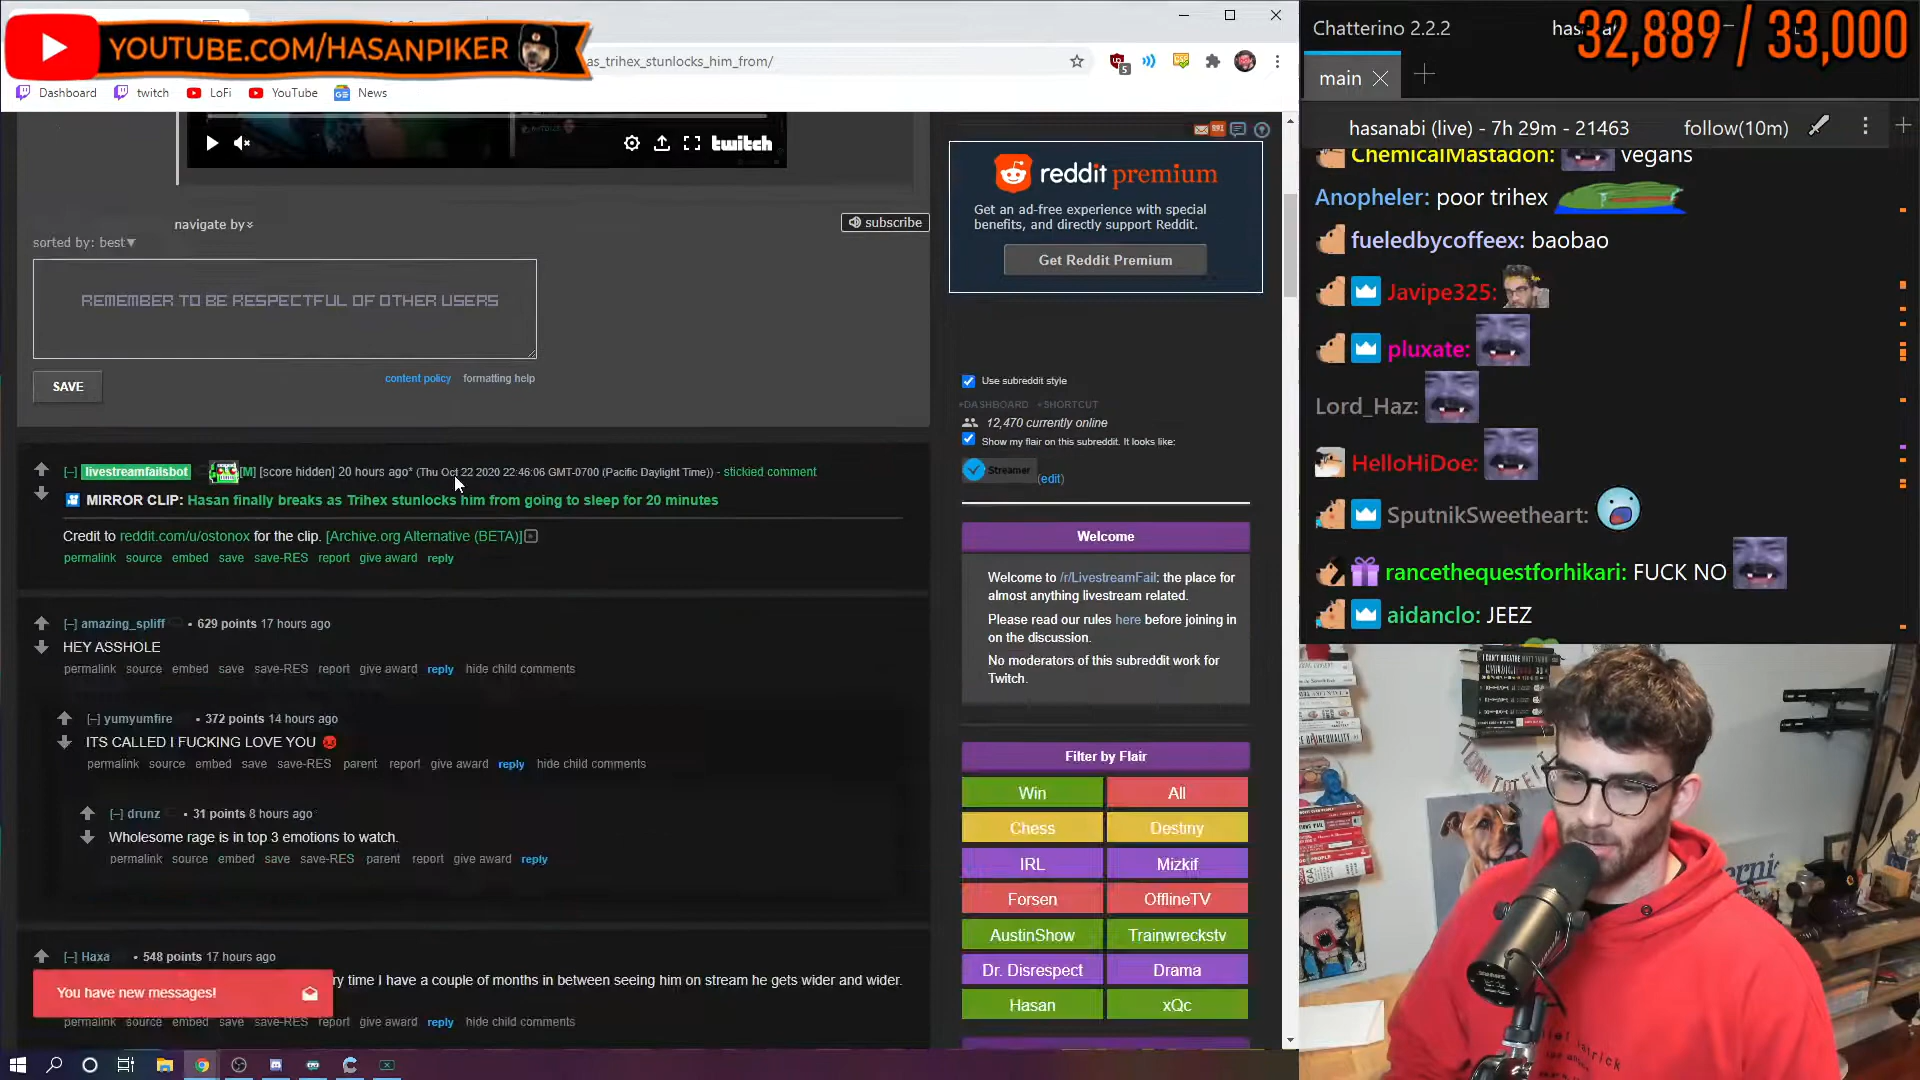 YOUTUBE.COM/HASANPIKER
as_trihex_stunlocks_him_from/
5
Dashboard
twitch
LoFi
YouTube
News
twitch
navigate by
subscribe
sorted by: best▾
REMEMBER TO BE RESPECTFUL OF OTHER USERS
SAVE
content policy
formatting help
[–] livestreamfailsbot [M] [score hidden] 20 hours ago* (Thu Oct 22 2020 22:46:06 GMT-0700 (Pacific Daylight Time)) - stickied comment
MIRROR CLIP: Hasan finally breaks as Trihex stunlocks him from going to sleep for 20 minutes
Credit to reddit.com/u/ostonox for the clip. [Archive.org Alternative (BETA)]
permalink source embed save save-RES report give award reply
[–] amazing_spliff • 629 points 17 hours ago
HEY ASSHOLE
permalink source embed save save-RES report give award reply hide child comments
[–] yumyumfire • 372 points 14 hours ago
ITS CALLED I FUCKING LOVE YOU
permalink source embed save save-RES parent report give award reply hide child comments
[–] drunz • 31 points 8 hours ago
Wholesome rage is in top 3 emotions to watch.
permalink source embed save save-RES parent report give award reply
[–] Haxa • 548 points 17 hours ago
ry time I have a couple of months in between seeing him on stream he gets wider and wider.
You have new messages!
permalink source embed save save-RES report give award reply hide child comments
reddit premium
Get an ad-free experience with special
benefits, and directly support Reddit.
Get Reddit Premium
Use subreddit style
+DASHBOARD +SHORTCUT
12,470 currently online
Show my flair on this subreddit. It looks like:
Streamer
(edit)
Welcome
Welcome to /r/LivestreamFail: the place for
almost anything livestream related.
Please read our rules here before joining in
on the discussion.
No moderators of this subreddit work for
Twitch.
Filter by Flair
Win
All
Chess
Destiny
IRL
Mizkif
Forsen
OfflineTV
AustinShow
Trainwreckstv
Dr. Disrespect
Drama
Hasan
xQc
Chatterino 2.2.2
32,889 / 33,000
main
hasanabi (live) - 7h 29m - 21463
follow(10m)
ChemicalMastadon: vegans
Anopheler: poor trihex
fueledbycoffeex: baobao
Javipe325:
pluxate:
Lord_Haz:
HelloHiDoe:
SputnikSweetheart:
rancethequestforhikari: FUCK NO
aidanclo: JEEZ